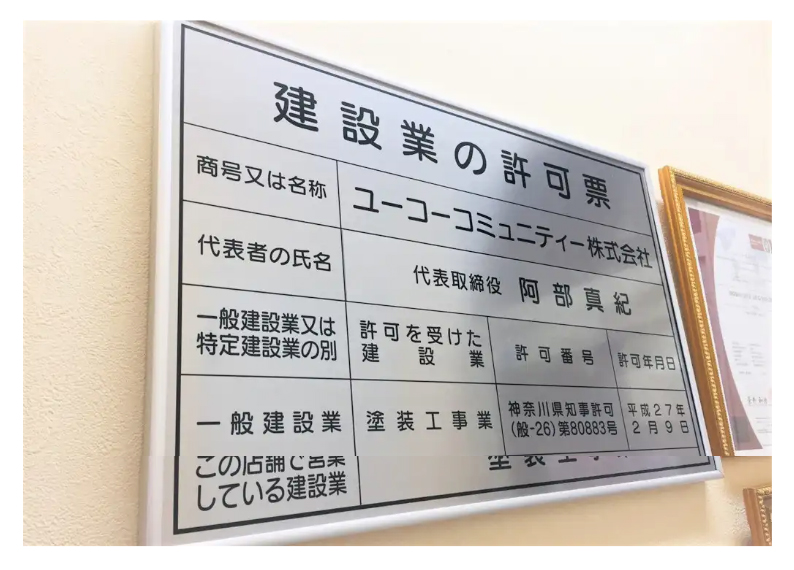 建設業の許可票
商号又は名称
ユーコーコミュニティー株式会社
代表者の氏名
代表取締役 阿部真紀
一般建設業又は
特定建設業の別
許可を受けた
建設業
許可番号
許可年月日
一般建設業
塗装工事業
神奈川県知事許可
(般-26)第80883号
平成27年
2月9日
この店舗で営業
している建設業
塗装工事業